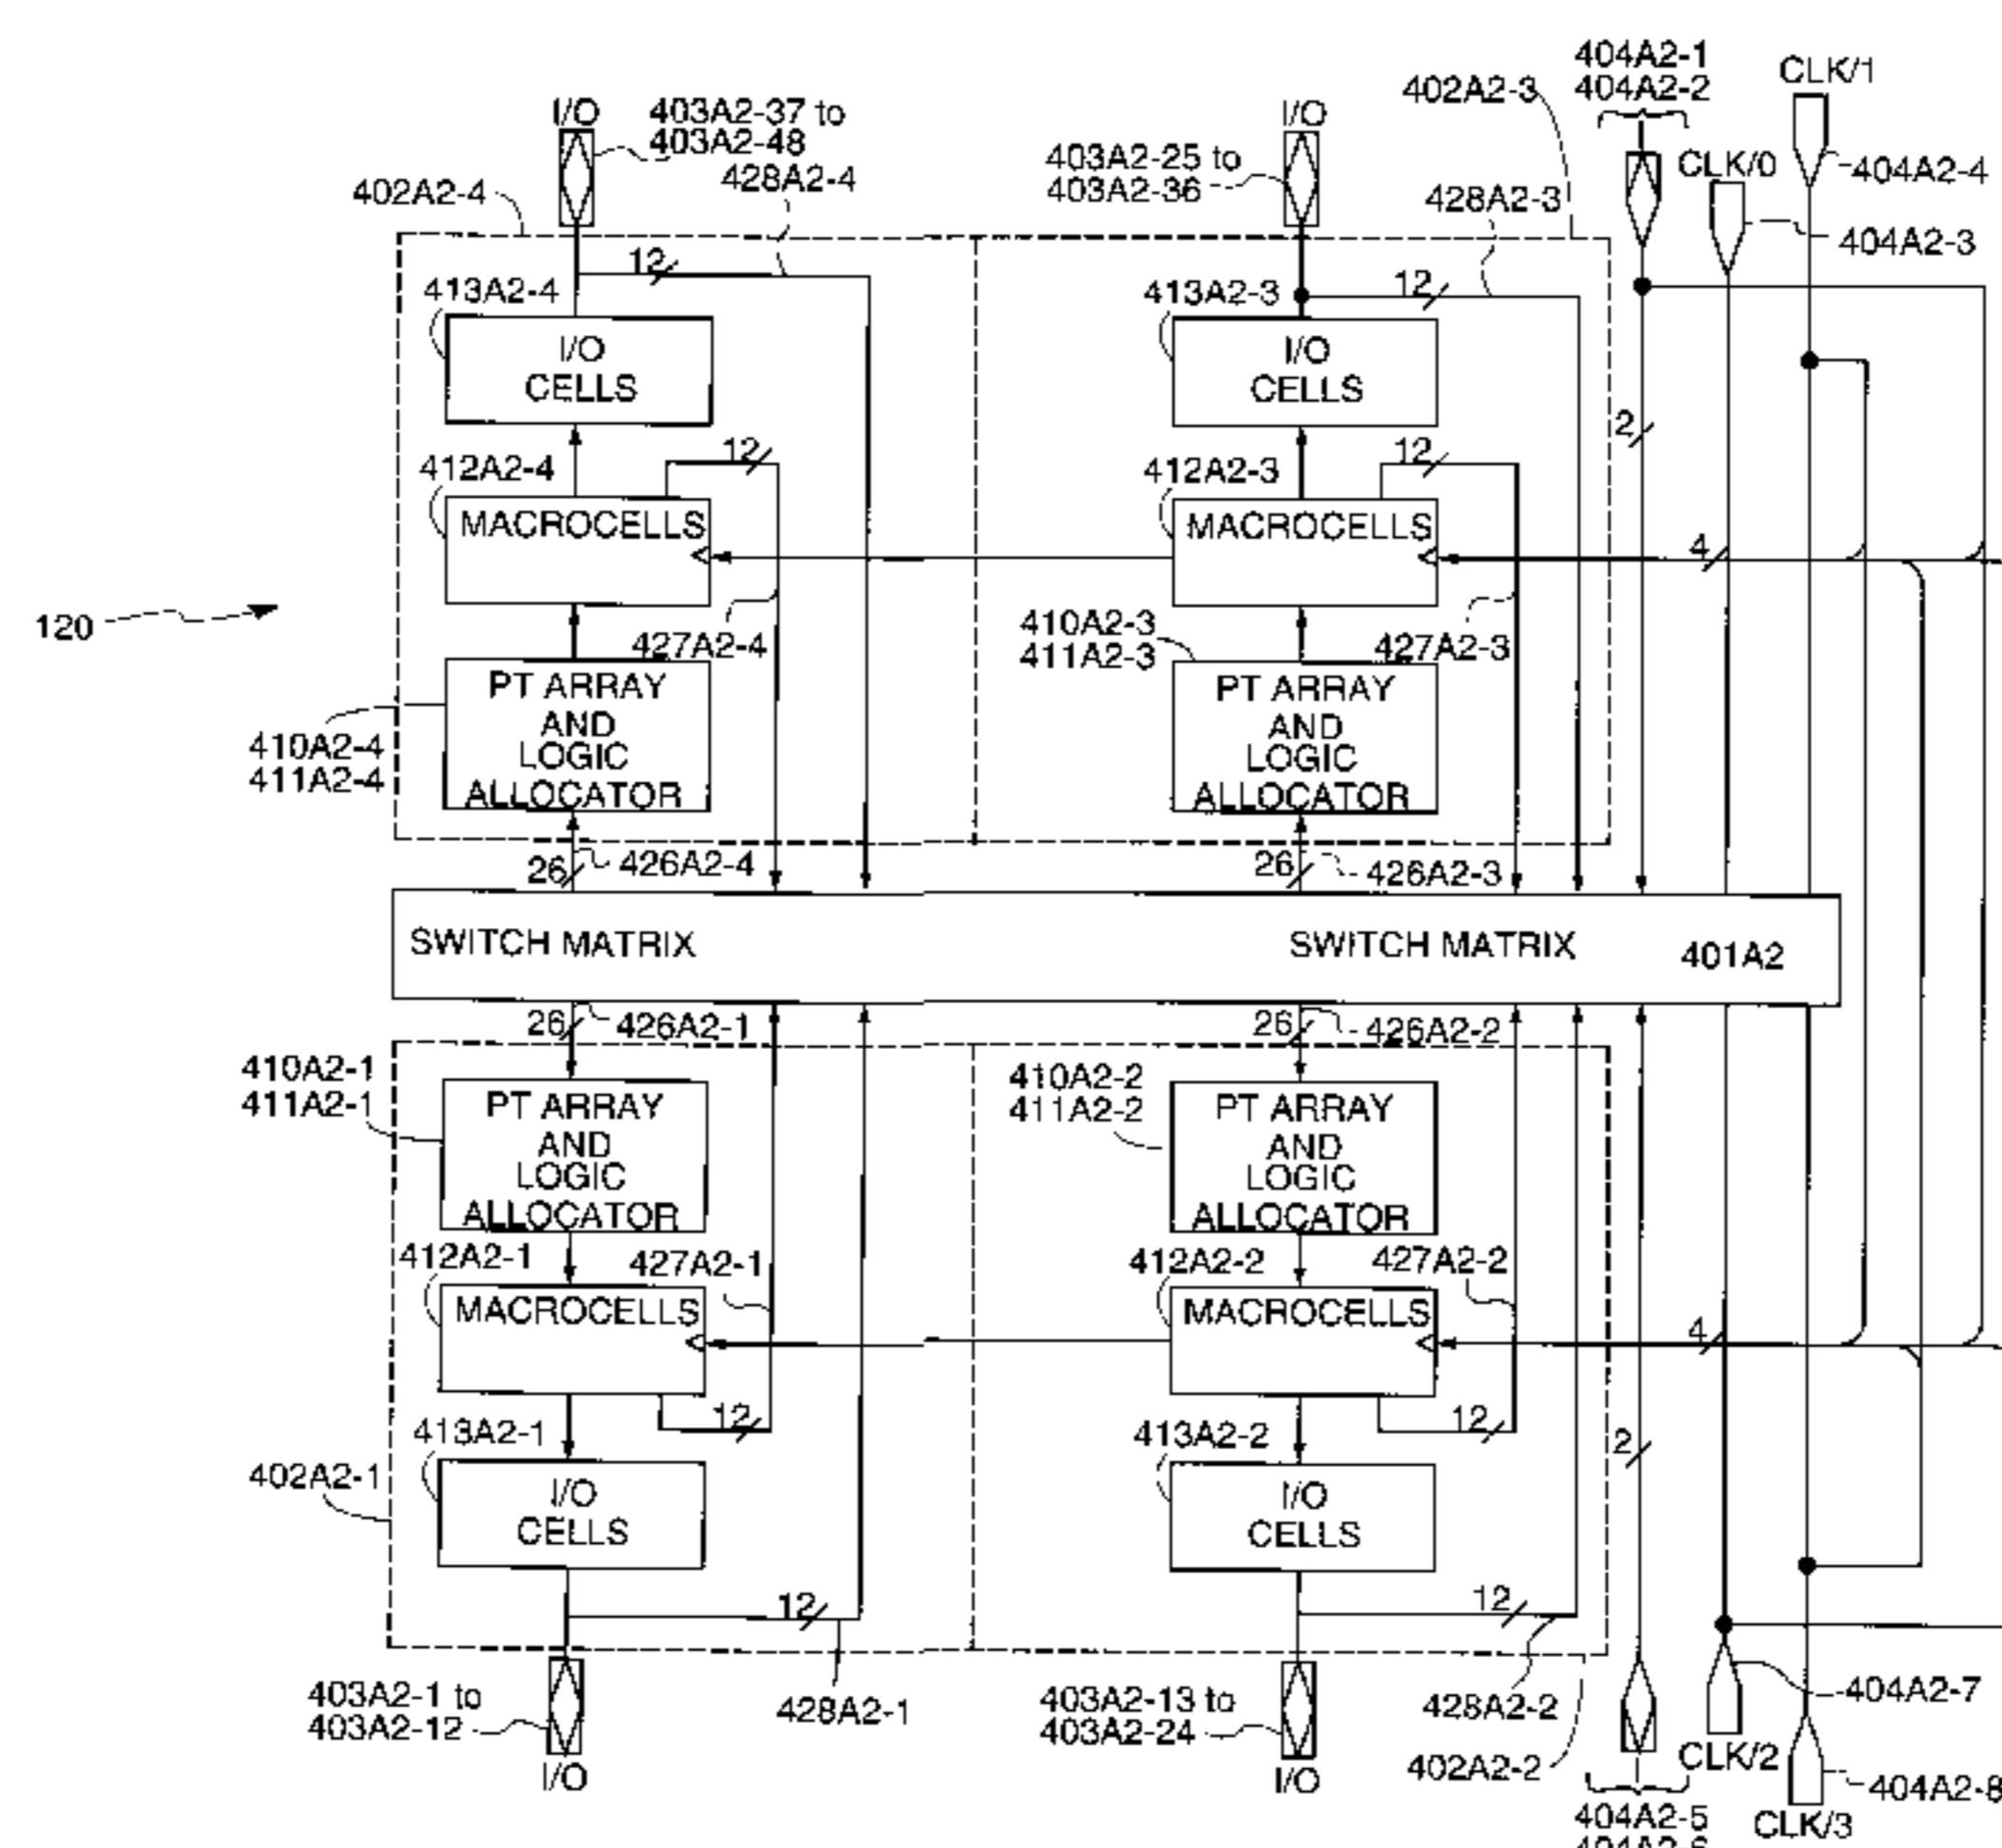 404A2-1
404A2-2
CLK/1
402A2-3
I/O
403A2-37 to
403A2-48
I/O
403A2-25 to
403A2-36
CLK/0
404A2-4
428A2-4
402A2-4
428A2-3
404A2-3
12
12
413A2-4
413A2-3
I/O
CELLS
I/O
CELLS
2
12
12
412A2-4
412A2-3
MACROCELLS
MACROCELLS
4
120
427A2-4
410A2-3
411A2-3
427A2-3
PT ARRAY
AND
LOGIC
ALLOCATOR
PT ARRAY
AND
LOGIC
ALLOCATOR
410A2-4
411A2-4
26
426A2-4
26
426A2-3
SWITCH MATRIX
SWITCH MATRIX
401A2
26
426A2-1
26
426A2-2
410A2-1
411A2-1
410A2-2
411A2-2
PT ARRAY
AND
LOGIC
ALLOCATOR
PT ARRAY
AND
LOGIC
ALLOCATOR
412A2-1
427A2-1
412A2-2
427A2-2
MACROCELLS
MACROCELLS
4
12
12
413A2-1
413A2-2
2
402A2-1
I/O
CELLS
I/O
CELLS
12
12
403A2-1 to
403A2-12
428A2-1
403A2-13 to
403A2-24
428A2-2
404A2-7
I/O
I/O
402A2-2
CLK/2
404A2-8
404A2-5
404A2-6
CLK/3